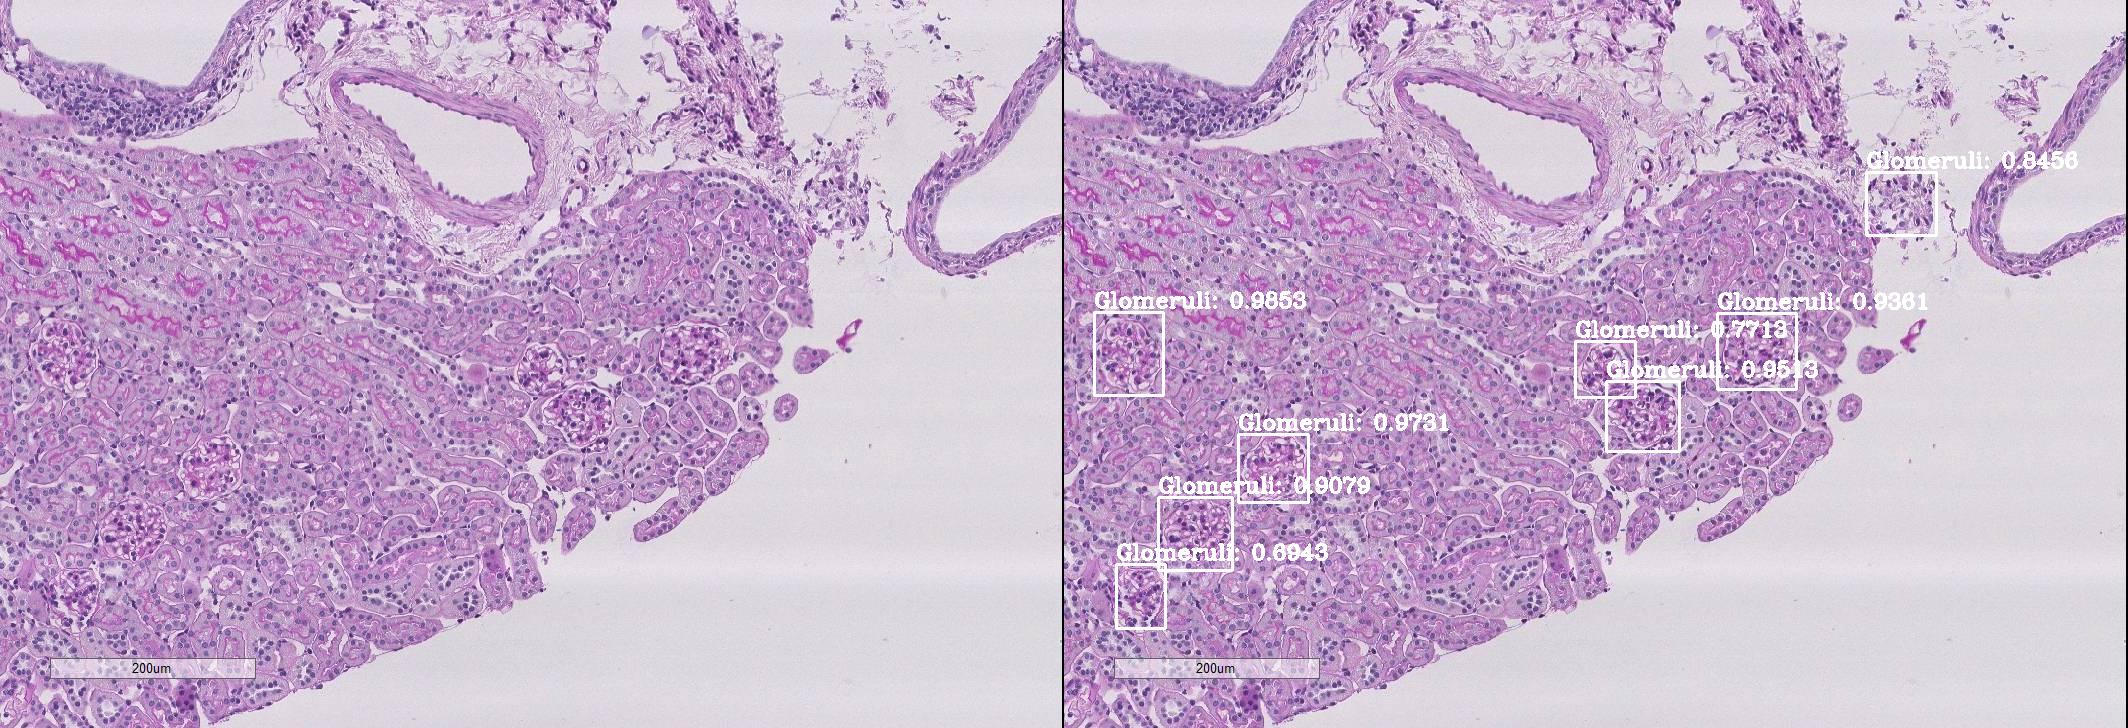 Glomeruli: 0.8456
Glomeruli: 0.9853
Glomeruli: 0.9361
Glomeruli: 0.7713
Glomeruli: 0.9513
Glomeruli: 0.9731
Glomeruli: 0.9079
Glomeruli: 0.6943
200um
200um